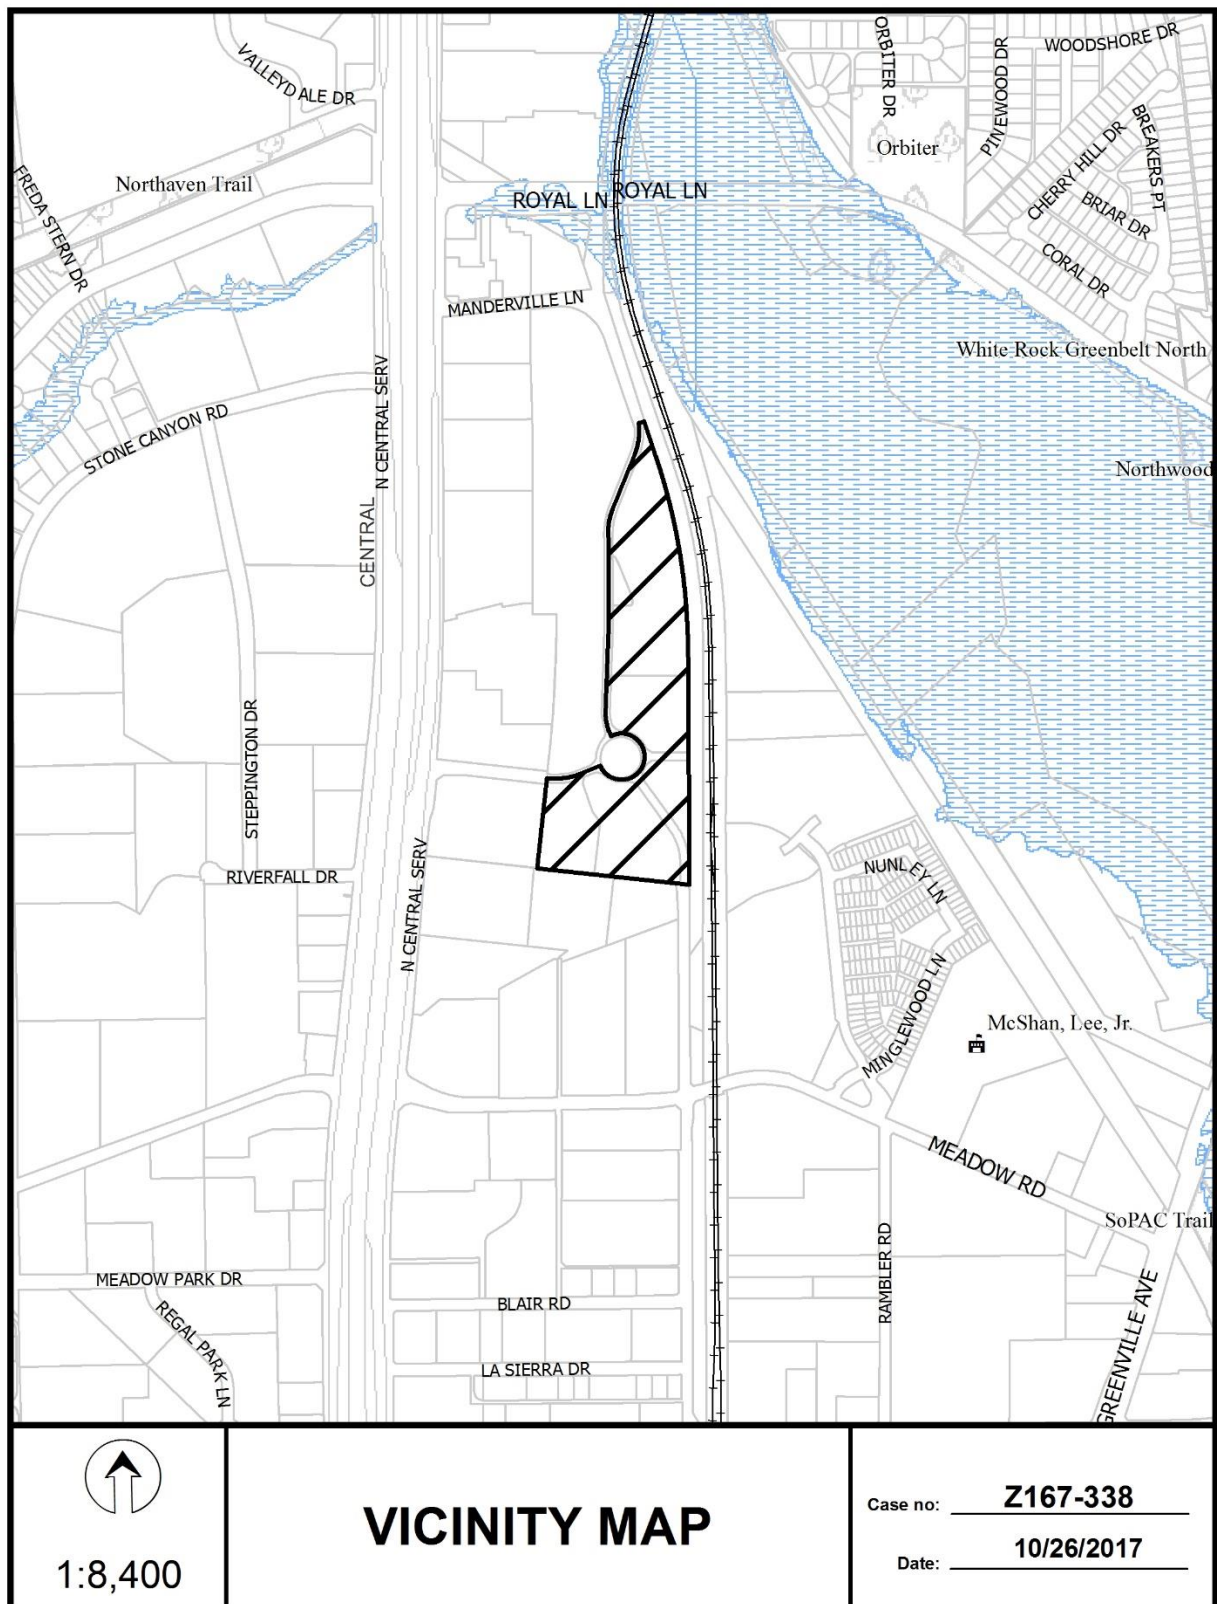 VALLEYDALE DR
ORBITER DR
PINEWOOD DR
WOODSHORE DR
BREAKERS PT
CHERRY HILL DR
Orbiter
Northaven Trail
FREDA STERN DR
ROYAL LN
ROYAL LN
BRIAR DR
CORAL DR
MANDERVILLE LN
White Rock Greenbelt North
STONE CANYON RD
N CENTRAL SERV
CENTRAL
Northwood
STEPPINGTON DR
RIVERFALL DR
N CENTRAL SERV
NUNLEY LN
MINGLEWOOD LN
McShan, Lee, Jr.
MEADOW RD
SoPAC Trail
RAMBLER RD
GREENVILLE AVE
MEADOW PARK DR
REGAL PARK LN
BLAIR RD
LA SIERRA DR
1:8,400
VICINITY MAP
Case no: Z167-338
Date: 10/26/2017